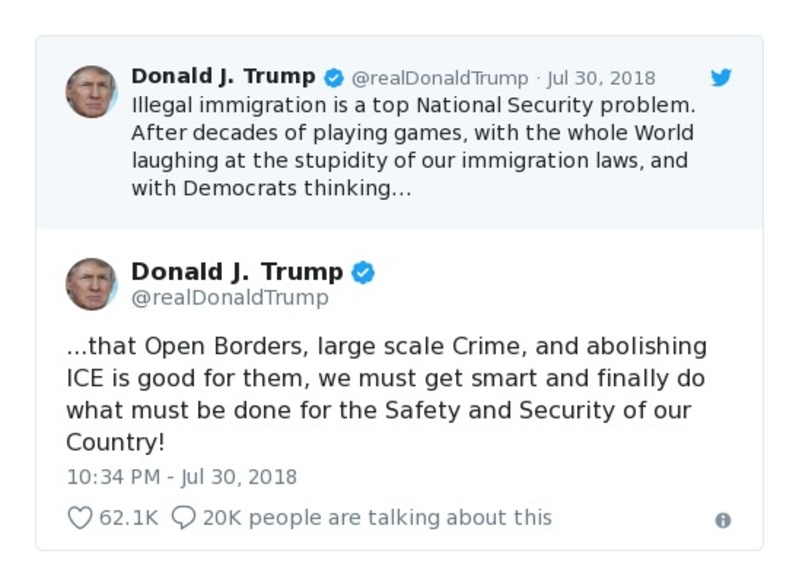 Donald J. Trump @realDonaldTrump · Jul 30, 2018
Illegal immigration is a top National Security problem.
After decades of playing games, with the whole World
laughing at the stupidity of our immigration laws, and
with Democrats thinking...
Donald J. Trump
@realDonaldTrump
...that Open Borders, large scale Crime, and abolishing
ICE is good for them, we must get smart and finally do
what must be done for the Safety and Security of our
Country!
10:34 PM - Jul 30, 2018
62.1K 20K people are talking about this